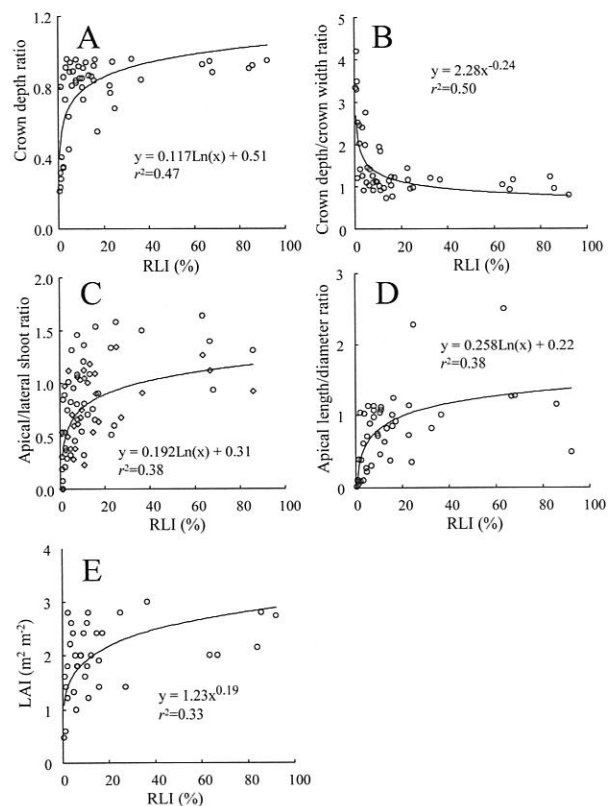 A
Crown depth ratio
1.2
0.8
0.4
0.0
y = 0.117Ln(x) + 0.51
r²=0.47
0 20 40 60 80 100
RLI (%)
B
Crown depth/crown width ratio
5
4
3
2
1
0
y = 2.28x⁻⁰·²⁴
r²=0.50
0 20 40 60 80 100
RLI (%)
C
Apical/lateral shoot ratio
2.0
1.5
1.0
0.5
0.0
y = 0.192Ln(x) + 0.31
r²=0.38
0 20 40 60 80 100
RLI (%)
D
Apical length/diameter ratio
3
2
1
0
y = 0.258Ln(x) + 0.22
r²=0.38
0 20 40 60 80 100
RLI (%)
E
LAI (m² m⁻²)
4
3
2
1
0
y = 1.23x⁰·¹⁹
r²=0.33
0 20 40 60 80 100
RLI (%)